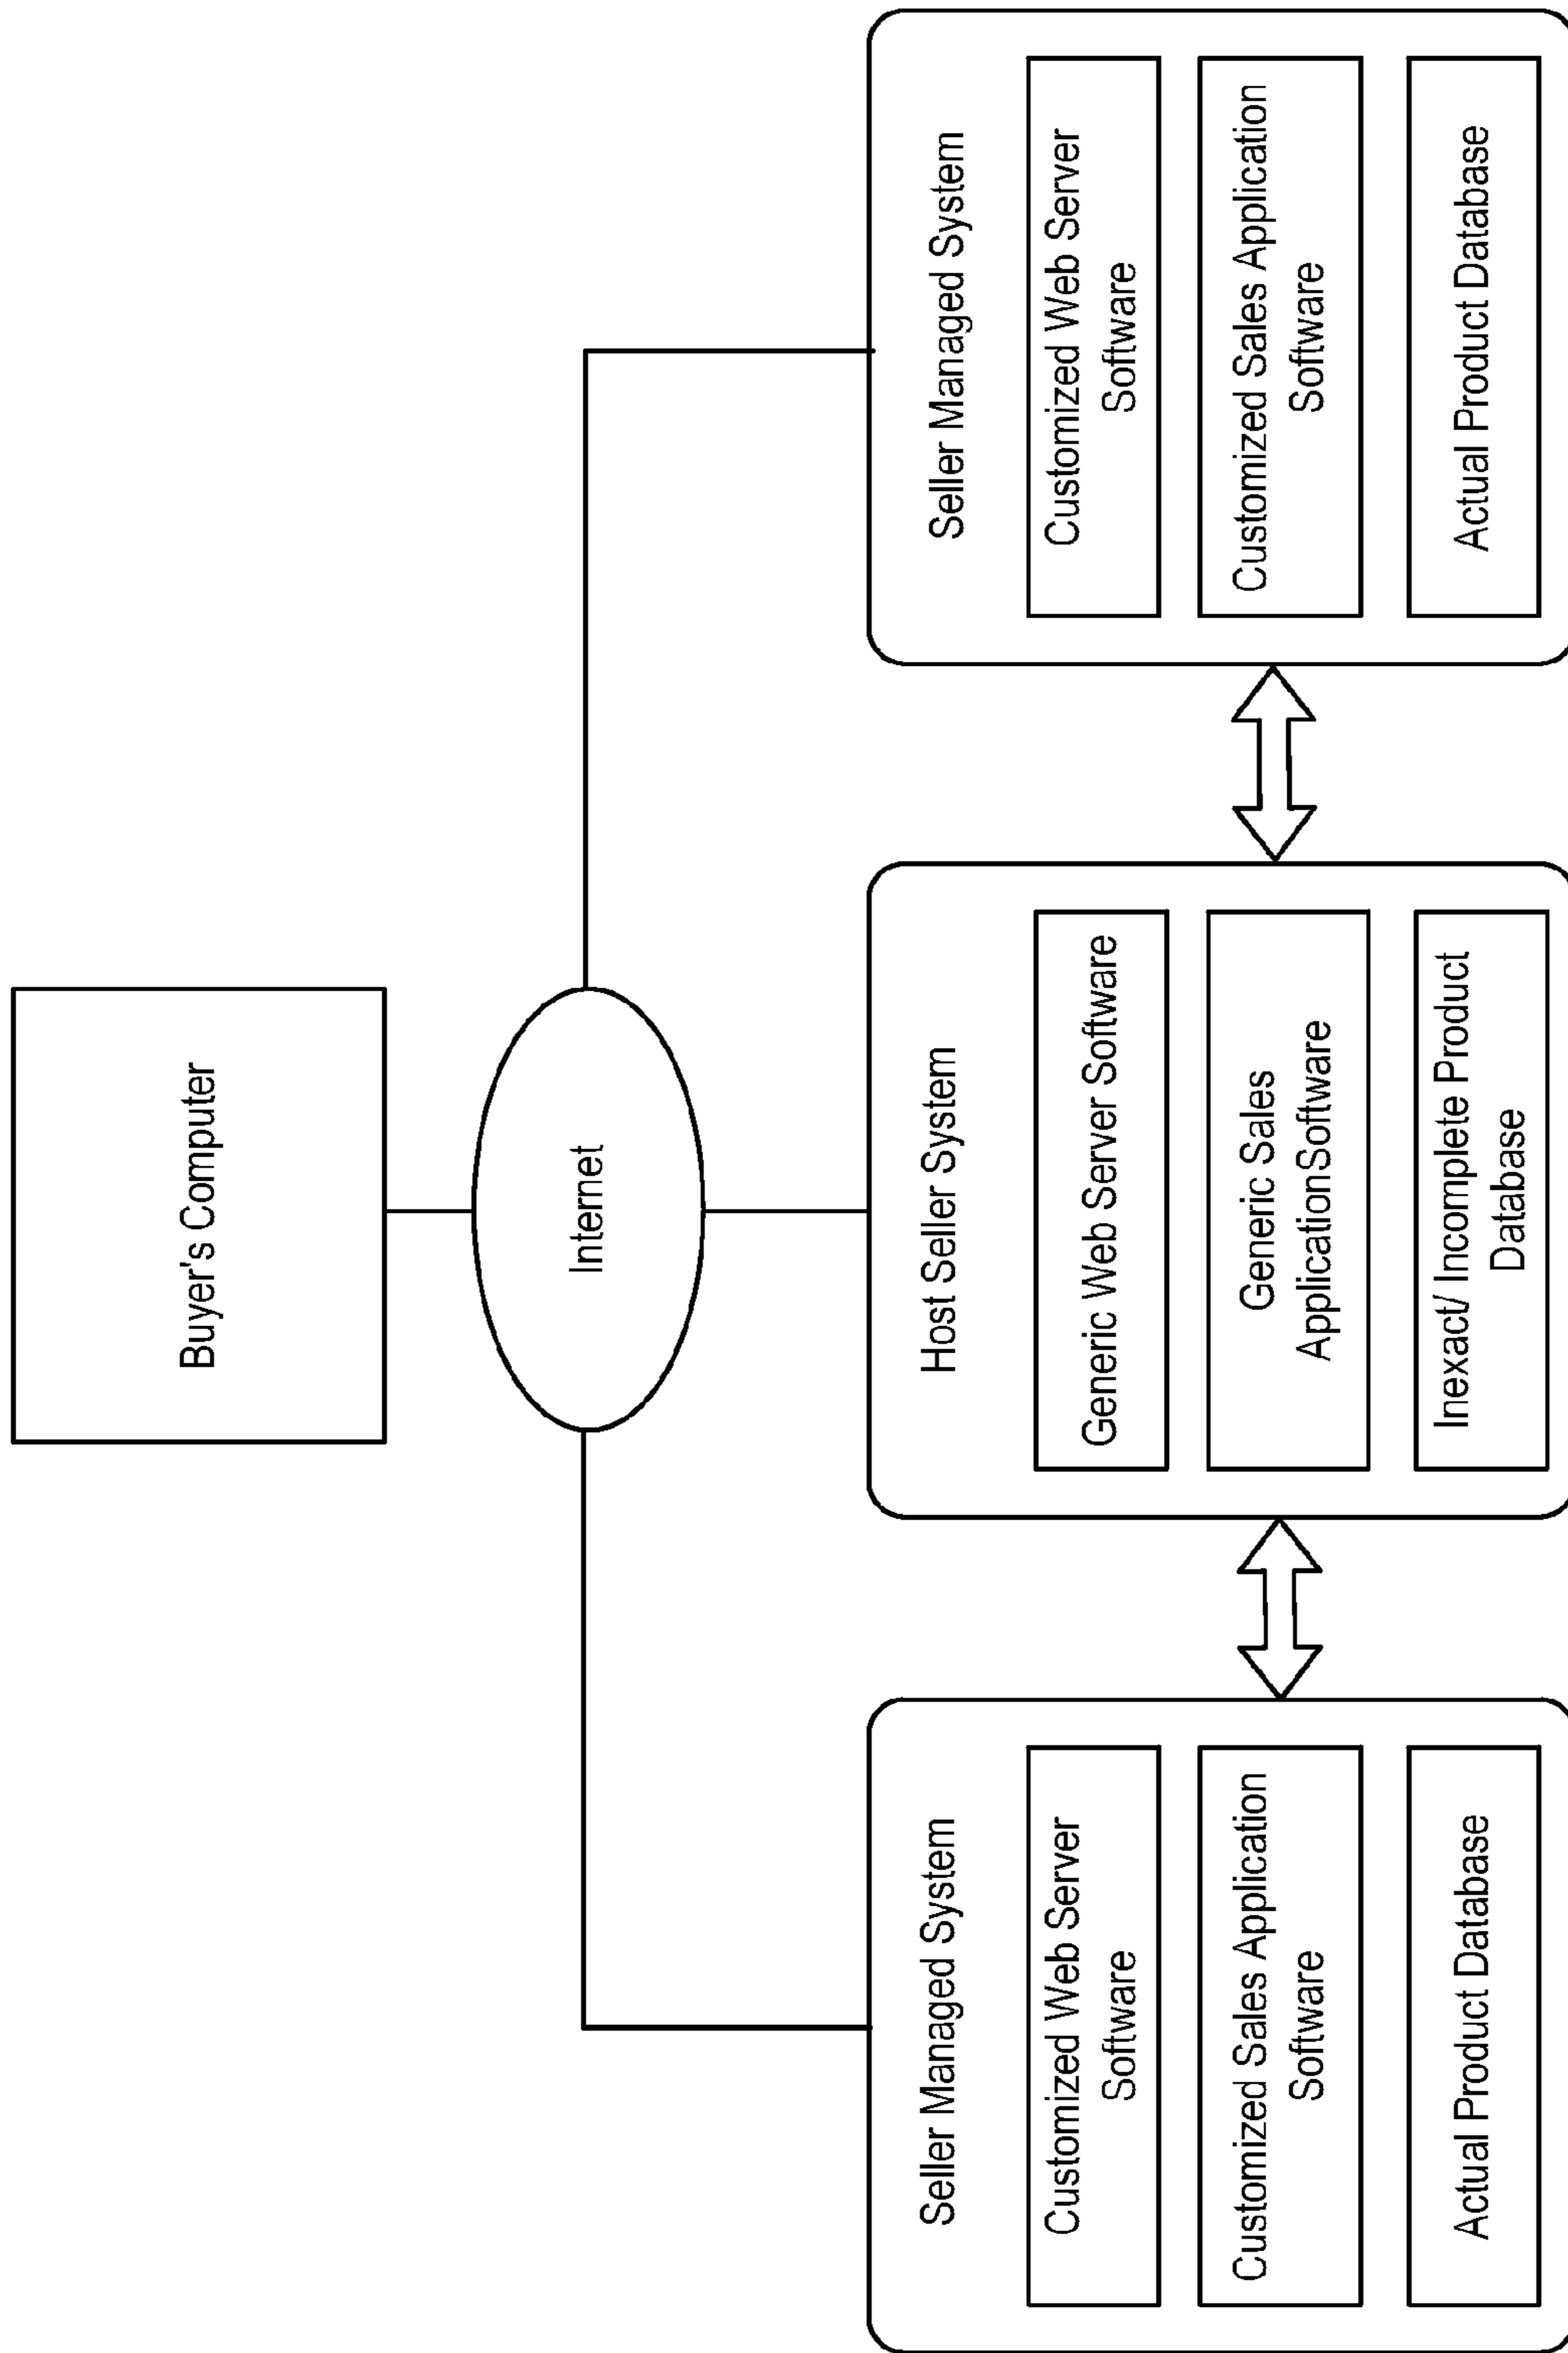 Buyer's Computer
Internet
Seller Managed System
Customized Web Server
Software
Customized Sales Application
Software
Actual Product Database
Host Seller System
Generic Web Server Software
Generic Sales
ApplicationSoftware
Inexact/ Incomplete Product
Database
Seller Managed System
Customized Web Server
Software
Customized Sales Application
Software
Actual Product Database